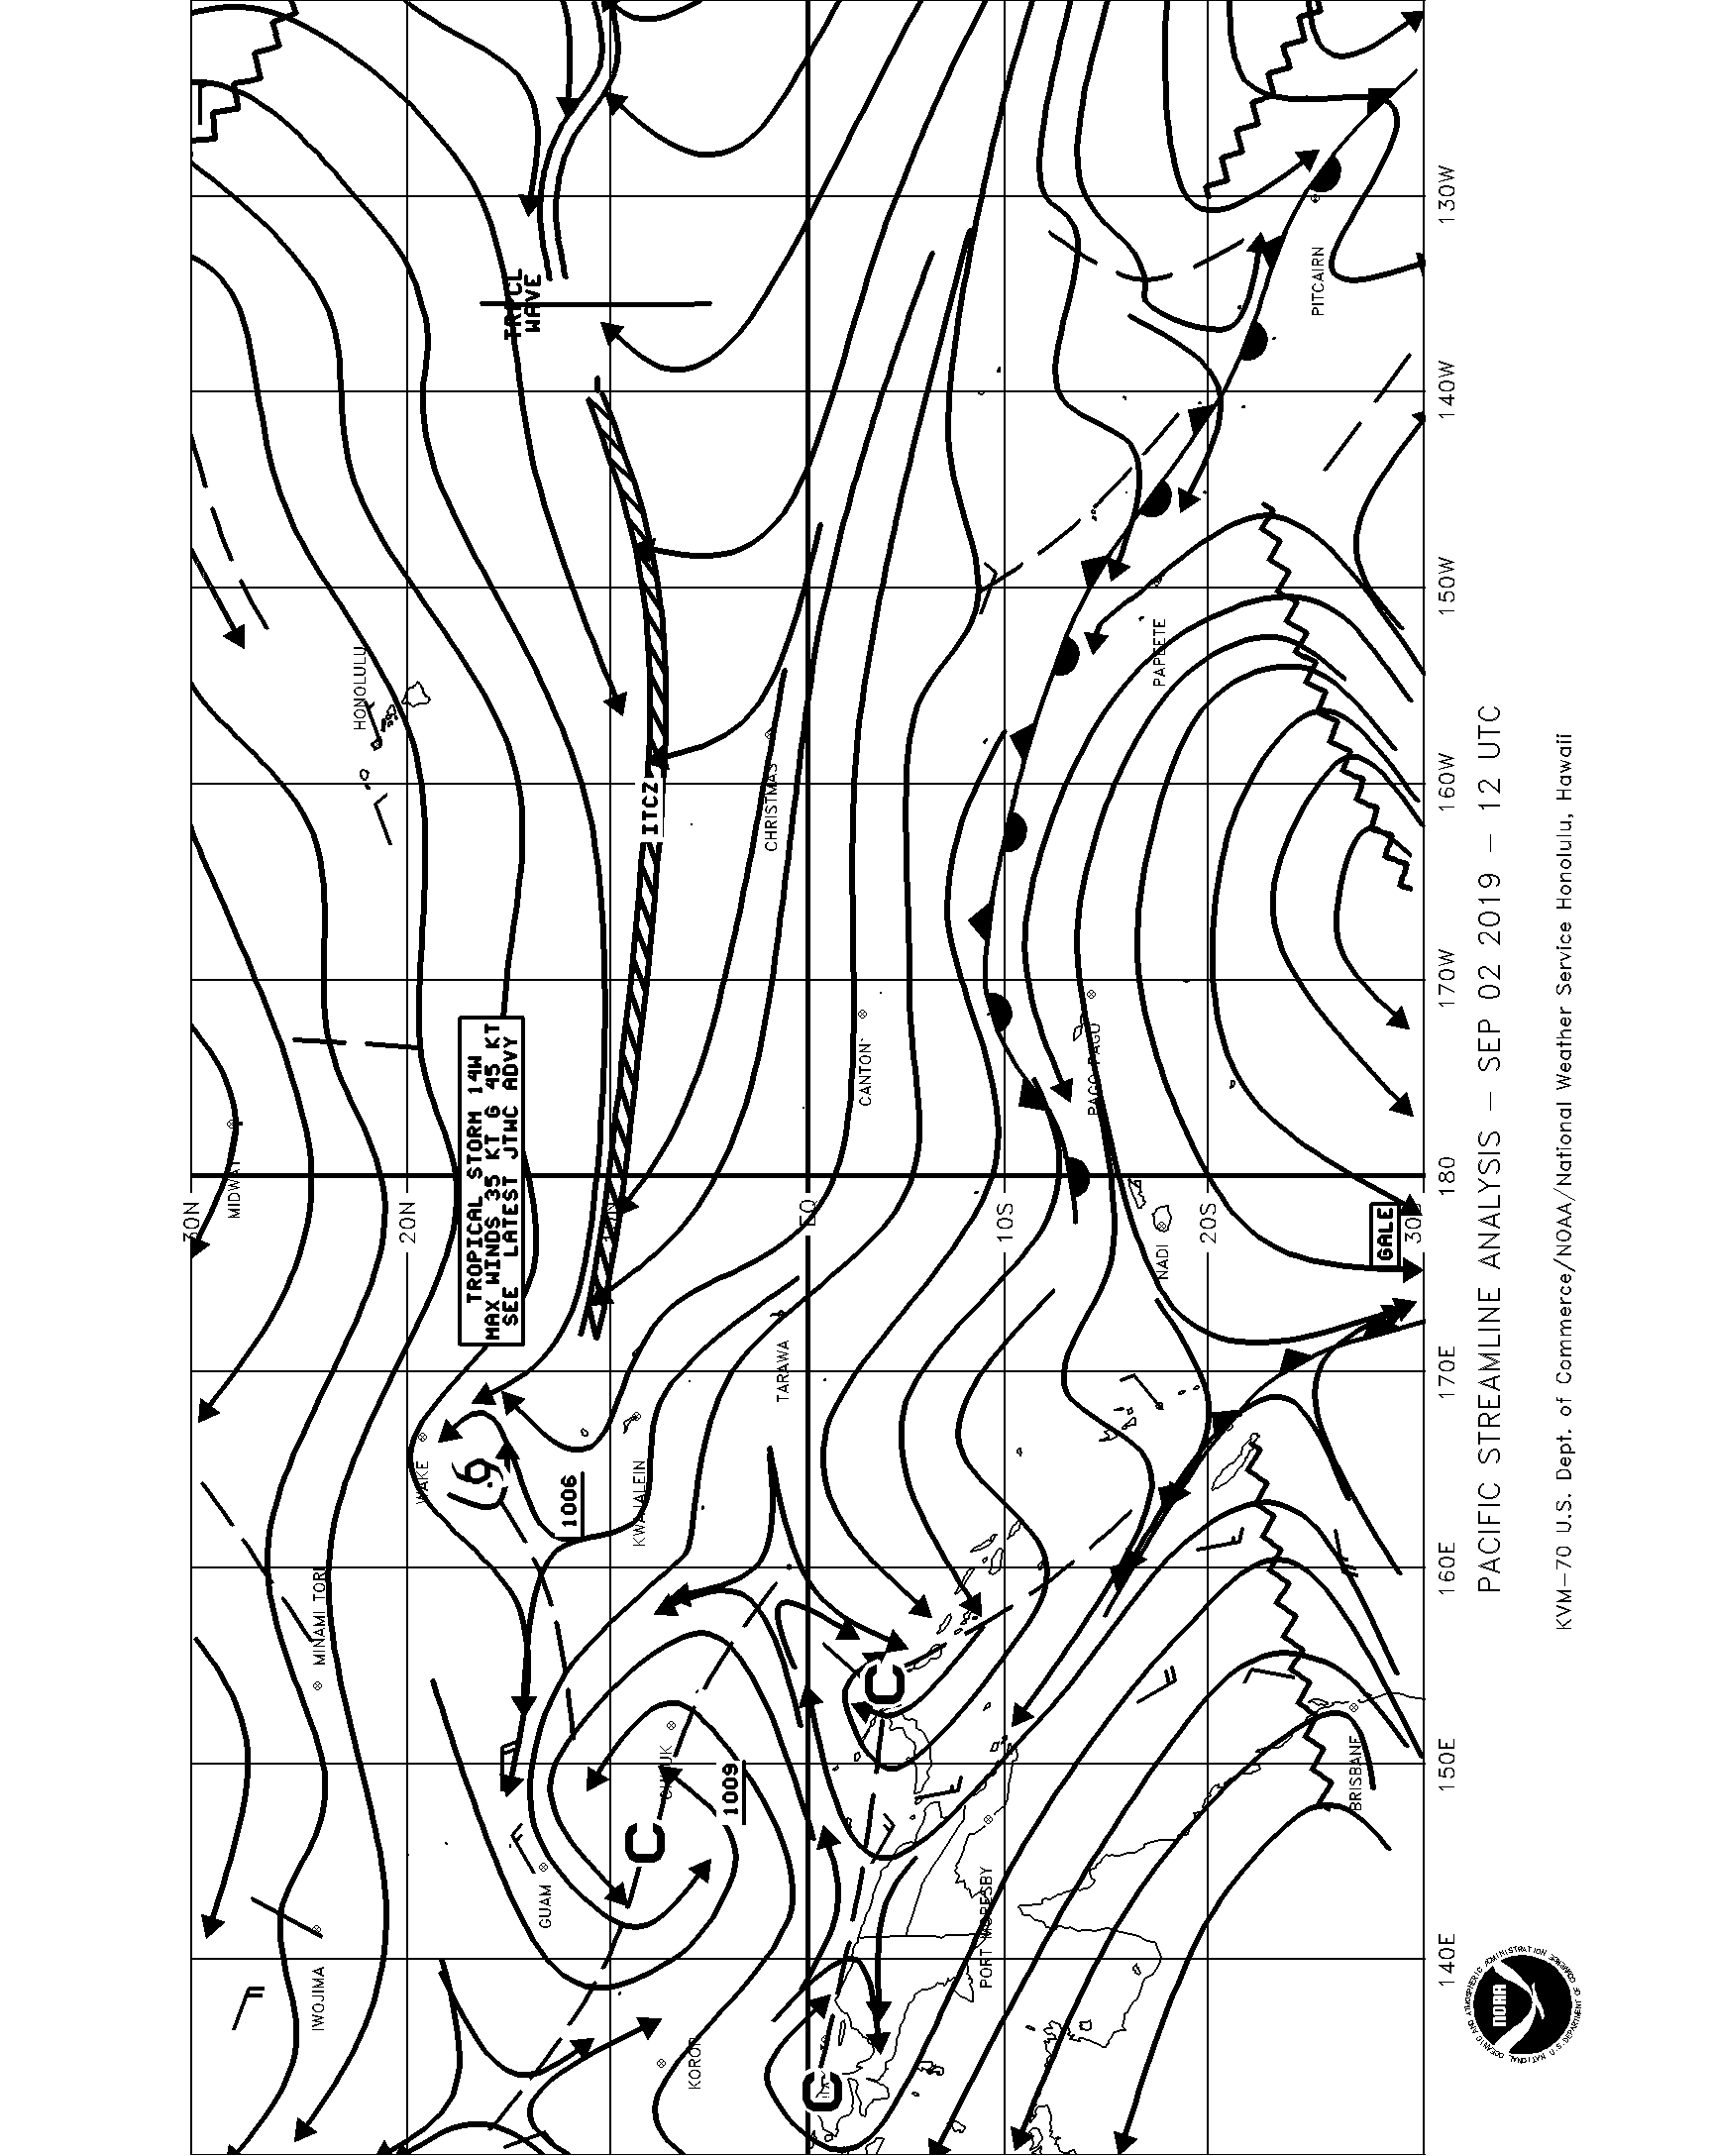 30N
20N
EQ
10S
20S
30S
130W
140W
150W
160W
170W
180
170E
160E
150E
140E
TRPCL
WAVE
ITCZ
TROPICAL STORM 14W
MAX WINDS 35 KT G 45 KT
SEE LATEST JTWC ADVY
GALE
1006
1009
C
C
C
HONOLULU
MIDWAY
WAKE
MINAMI TORI
IWOJIMA
GUAM
CHUUK
KOROR
KWAJALEIN
TARAWA
CHRISTMAS
CANTON
PAGO PAGO
NADI
PAPEETE
PITCAIRN
PORT MORESBY
BRISBANE
PACIFIC STREAMLINE ANALYSIS – SEP 02 2019 – 12 UTC
KVM–70 U.S. Dept. of Commerce/NOAA/National Weather Service Honolulu, Hawaii
NOAA
NATIONAL OCEANIC AND ATMOSPHERIC ADMINISTRATION
U.S. DEPARTMENT OF COMMERCE